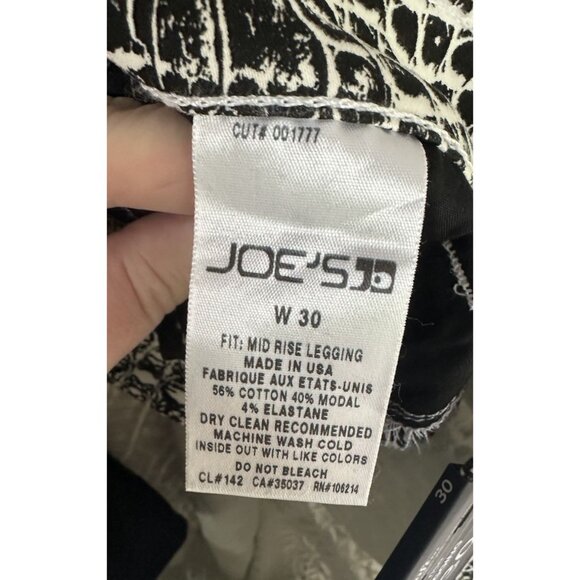 CUT# 001777
JOE'S
W 30
FIT: MID RISE LEGGING
MADE IN USA
FABRIQUE AUX ETATS-UNIS
56% COTTON 40% MODAL
4% ELASTANE
DRY CLEAN RECOMMENDED
MACHINE WASH COLD
INSIDE OUT WITH LIKE COLORS
DO NOT BLEACH
CL#142 CA#35037 RN#106214
30